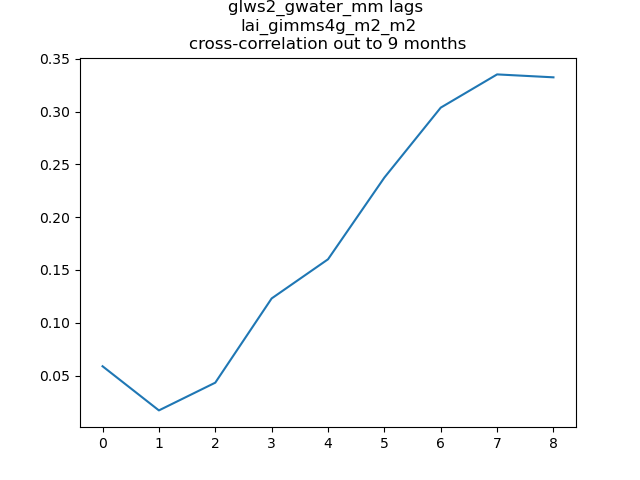 glws2_gwater_mm lags
lai_gimms4g_m2_m2
cross-correlation out to 9 months
0.35
0.30
0.25
0.20
0.15
0.10
0.05
0 1 2 3 4 5 6 7 8